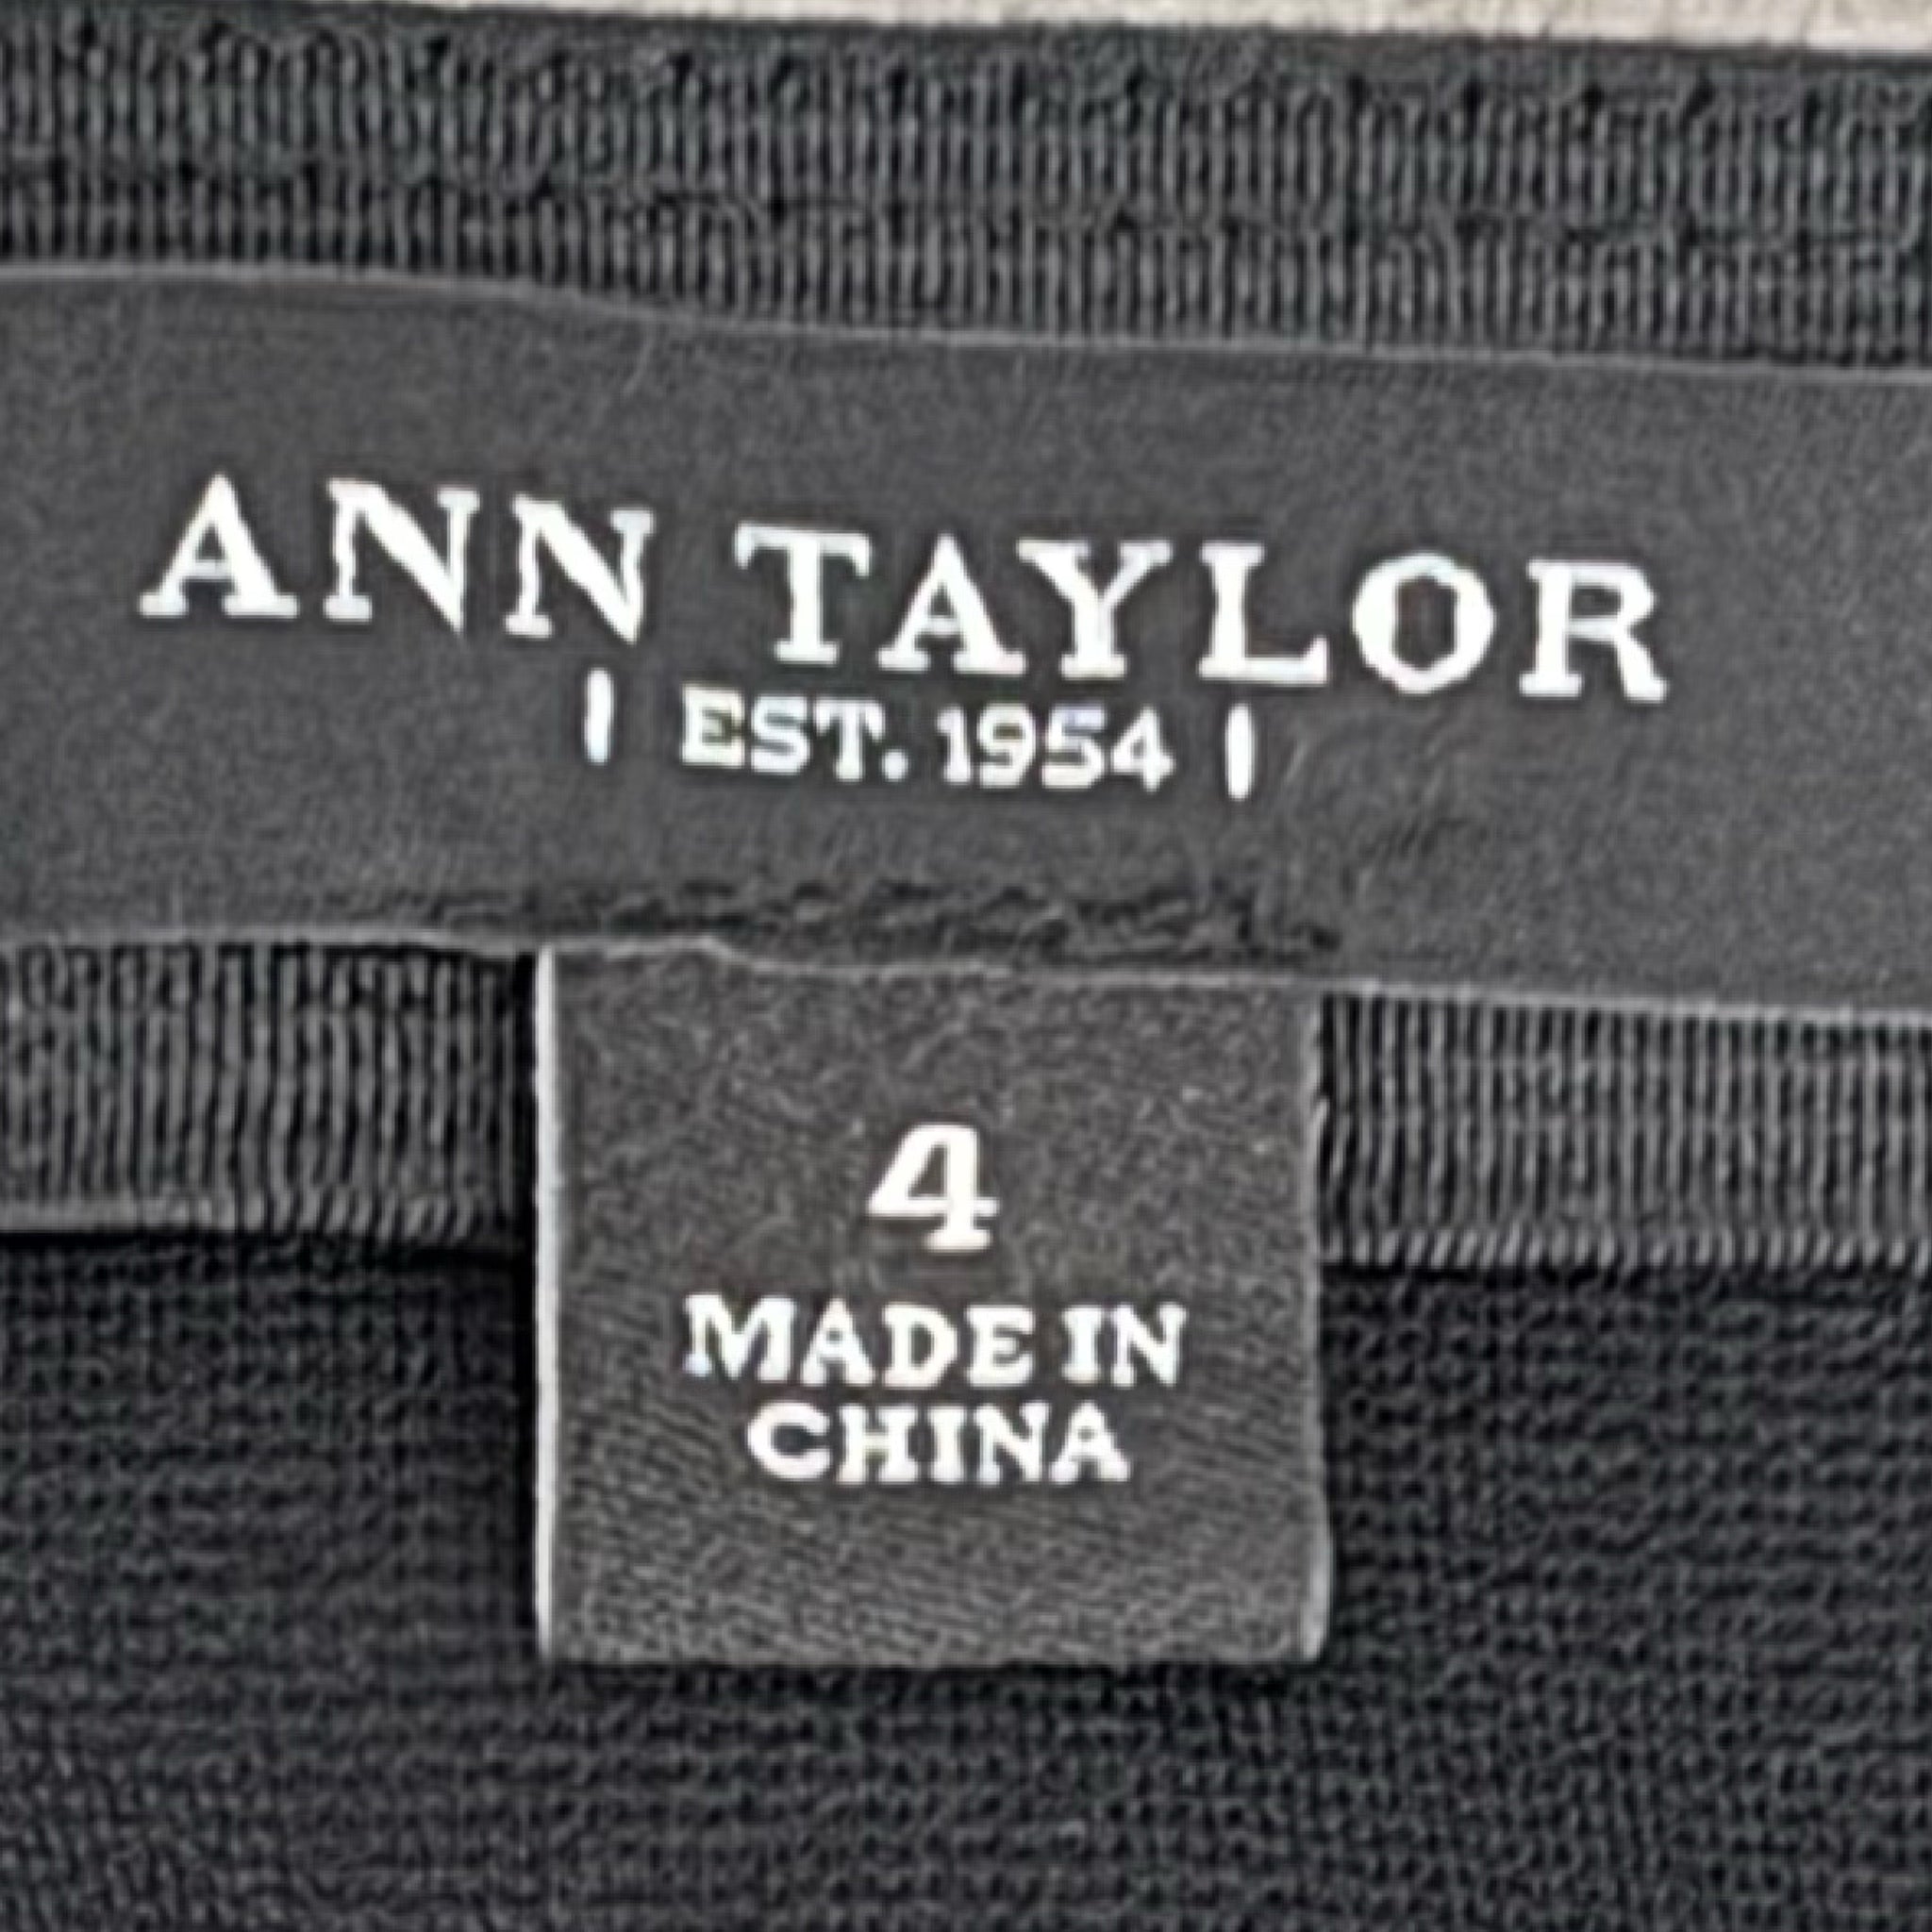 ANN TAYLOR
| EST. 1954 |
4
MADE IN
CHINA